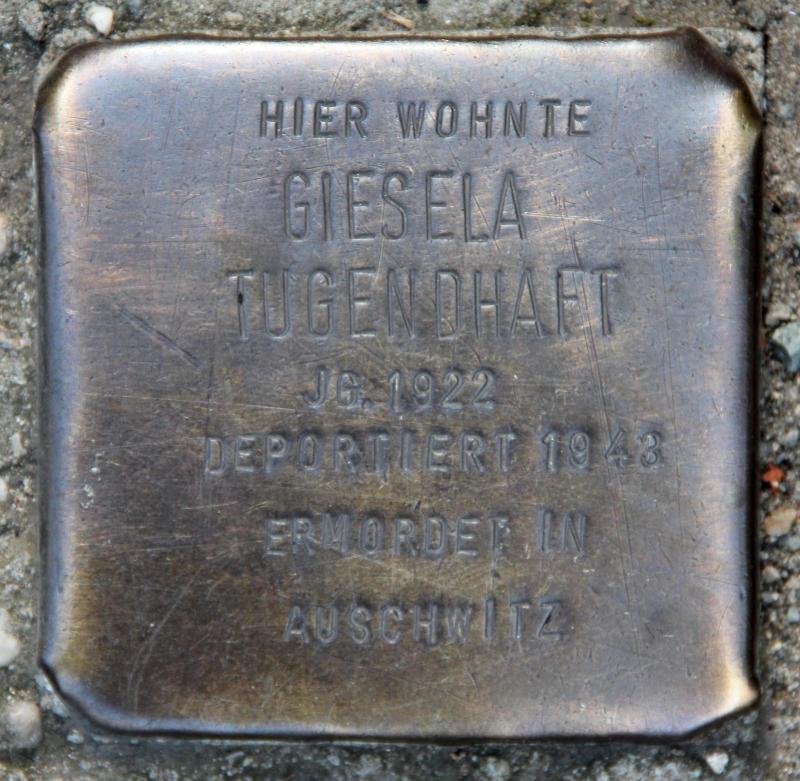 HIER WOHNTE
GIESELA
TUGENDHAFT
JG. 1922
DEPORTIERT 1943
ERMORDET IN
AUSCHWITZ